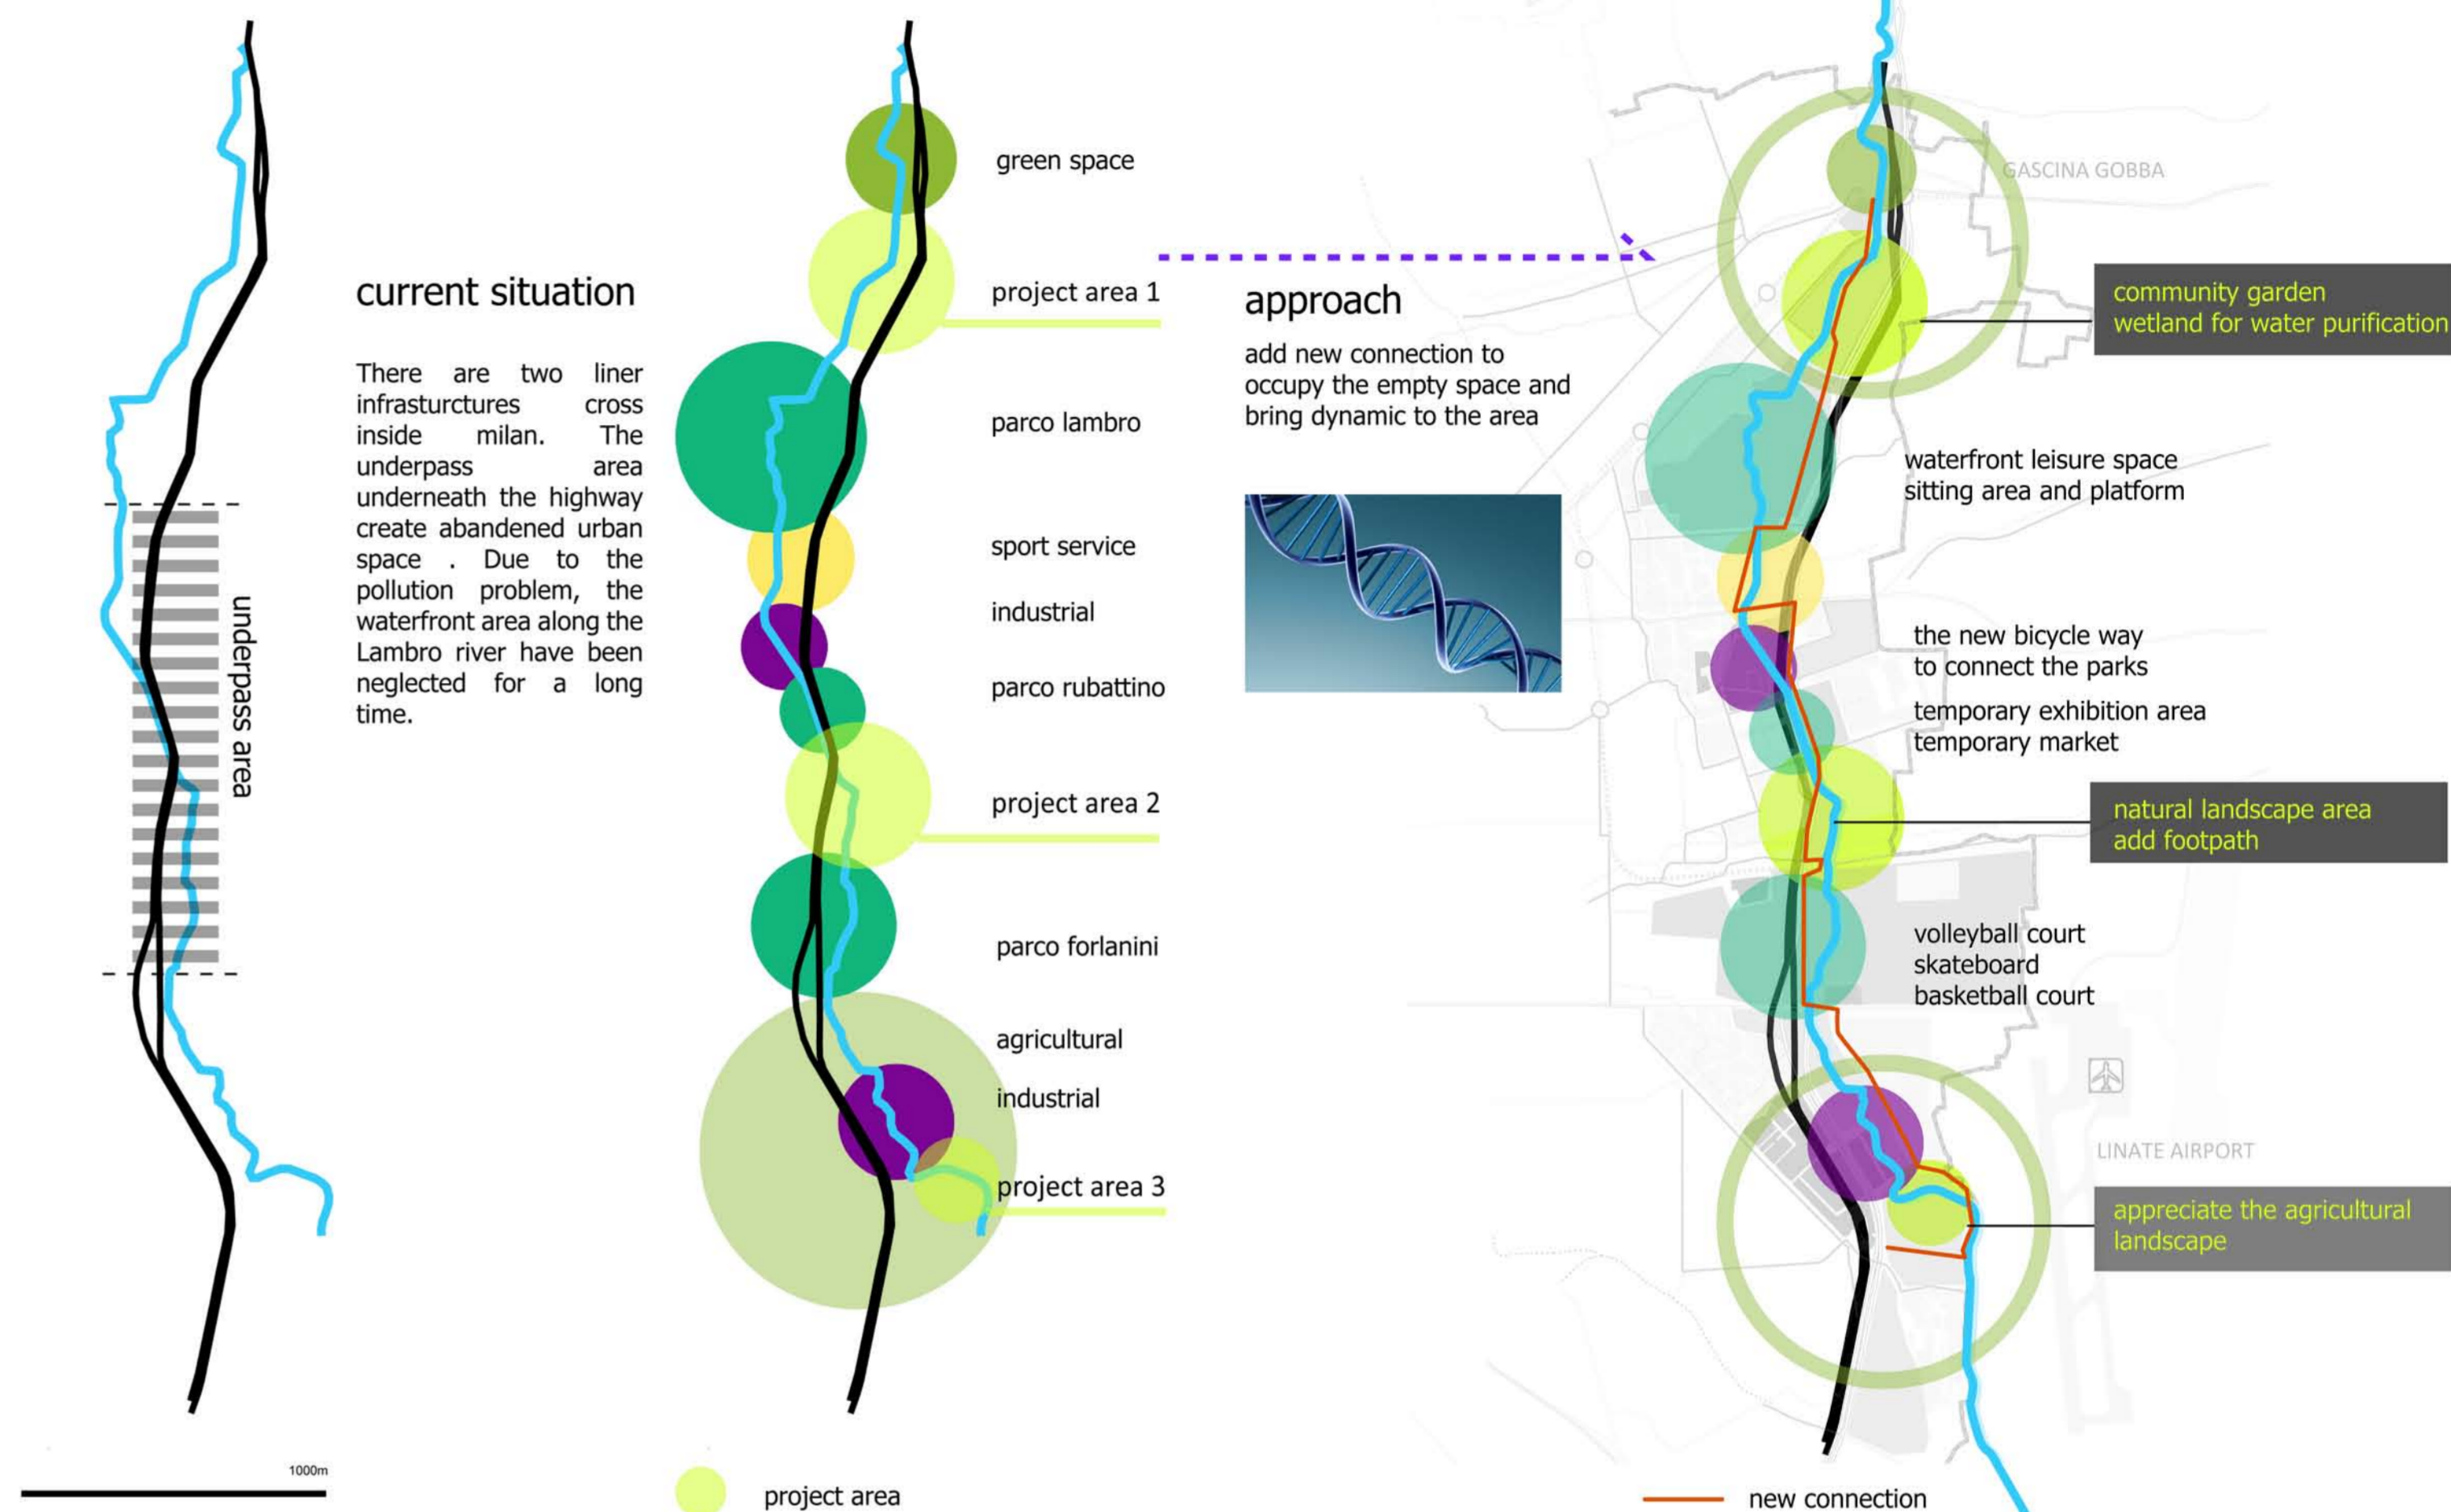 current situation
There are two liner
infrasturctures cross
inside milan. The
underpass area
underneath the highway
create abandened urban
space . Due to the
pollution problem, the
waterfront area along the
Lambro river have been
neglected for a long
time.
underpass area
1000m
green space
project area 1
parco lambro
sport service
industrial
parco rubattino
project area 2
parco forlanini
agricultural
industrial
project area 3
project area
approach
add new connection to
occupy the empty space and
bring dynamic to the area
GASCINA GOBBA
community garden
wetland for water purification
waterfront leisure space
sitting area and platform
the new bicycle way
to connect the parks
temporary exhibition area
temporary market
natural landscape area
add footpath
volleyball court
skateboard
basketball court
LINATE AIRPORT
appreciate the agricultural
landscape
new connection